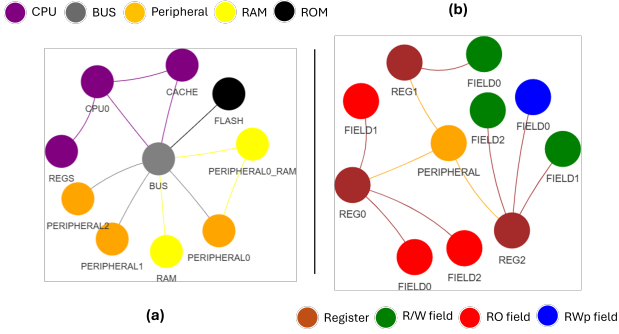 CPU BUS Peripheral RAM ROM
(b)
CPU0
CACHE
FLASH
REGS
BUS
PERIPHERAL0_RAM
PERIPHERAL2
PERIPHERAL1
RAM
PERIPHERAL0
(a)
REG1
FIELD0
FIELD1
FIELD2
FIELD0
PERIPHERAL
FIELD1
REG0
REG2
FIELD0
FIELD2
Register R/W field RO field RWp field